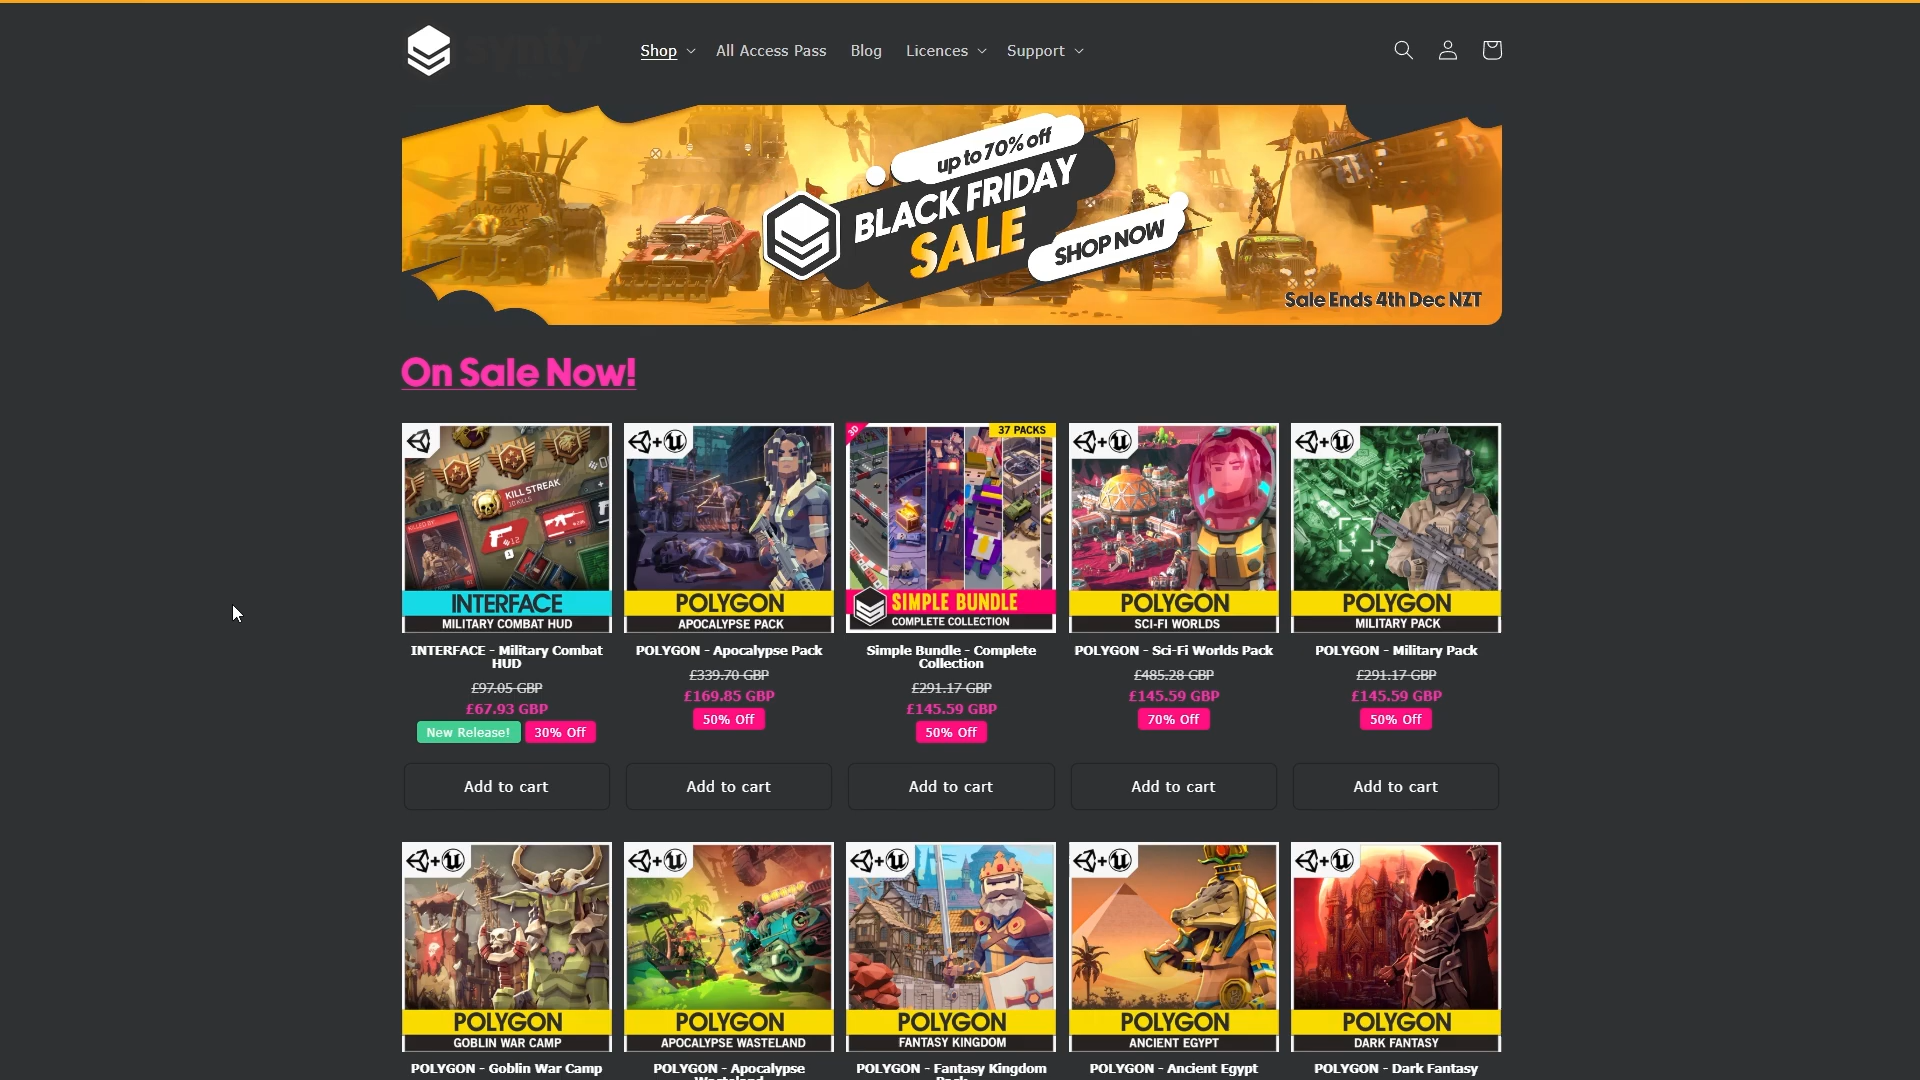 Shop All Access Pass Blog Licences Support
up to 70% off
BLACK FRIDAY
SALE
SHOP NOW
Sale Ends 4th Dec NZT
On Sale Now!
KILL STREAK
10 KILLS
KILLED BY
INTERFACE
MILITARY COMBAT HUD
INTERFACE - Military Combat
HUD
£97.05 GBP
£67.93 GBP
New Release! 30% Off
Add to cart
POLYGON
APOCALYPSE PACK
POLYGON - Apocalypse Pack
£339.70 GBP
£169.85 GBP
50% Off
Add to cart
3D
37 PACKS
SIMPLE BUNDLE
COMPLETE COLLECTION
Simple Bundle - Complete
Collection
£291.17 GBP
£145.59 GBP
50% Off
Add to cart
POLYGON
SCI-FI WORLDS
POLYGON - Sci-Fi Worlds Pack
£485.28 GBP
£145.59 GBP
70% Off
Add to cart
POLYGON
MILITARY PACK
POLYGON - Military Pack
£291.17 GBP
£145.59 GBP
50% Off
Add to cart
POLYGON
GOBLIN WAR CAMP
POLYGON - Goblin War Camp
POLYGON
APOCALYPSE WASTELAND
POLYGON - Apocalypse
Wasteland
POLYGON
FANTASY KINGDOM
POLYGON - Fantasy Kingdom
Pack
POLYGON
ANCIENT EGYPT
POLYGON - Ancient Egypt
POLYGON
DARK FANTASY
POLYGON - Dark Fantasy